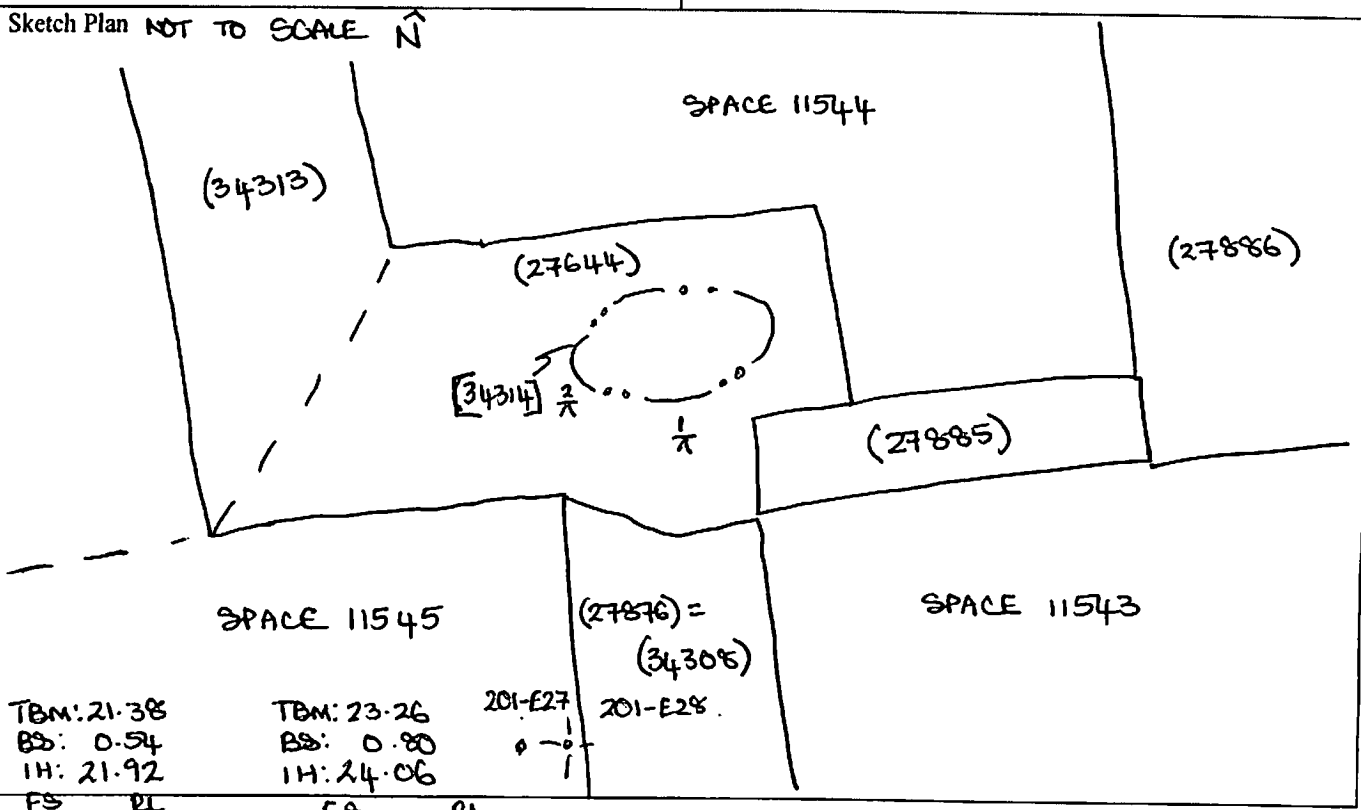 Sketch Plan NOT TO SCALE N
SPACE 11544
(34313)
(27644)
(27886)
[34314] 2
1
(27885)
SPACE 11545
(27876) =
(34308)
SPACE 11543
TBM: 21.38
BS: 0.54
IH: 21.92
FS RL
TBM: 23.26
BS: 0.80
IH: 24.06
FS RL
201-E27 201-E28.